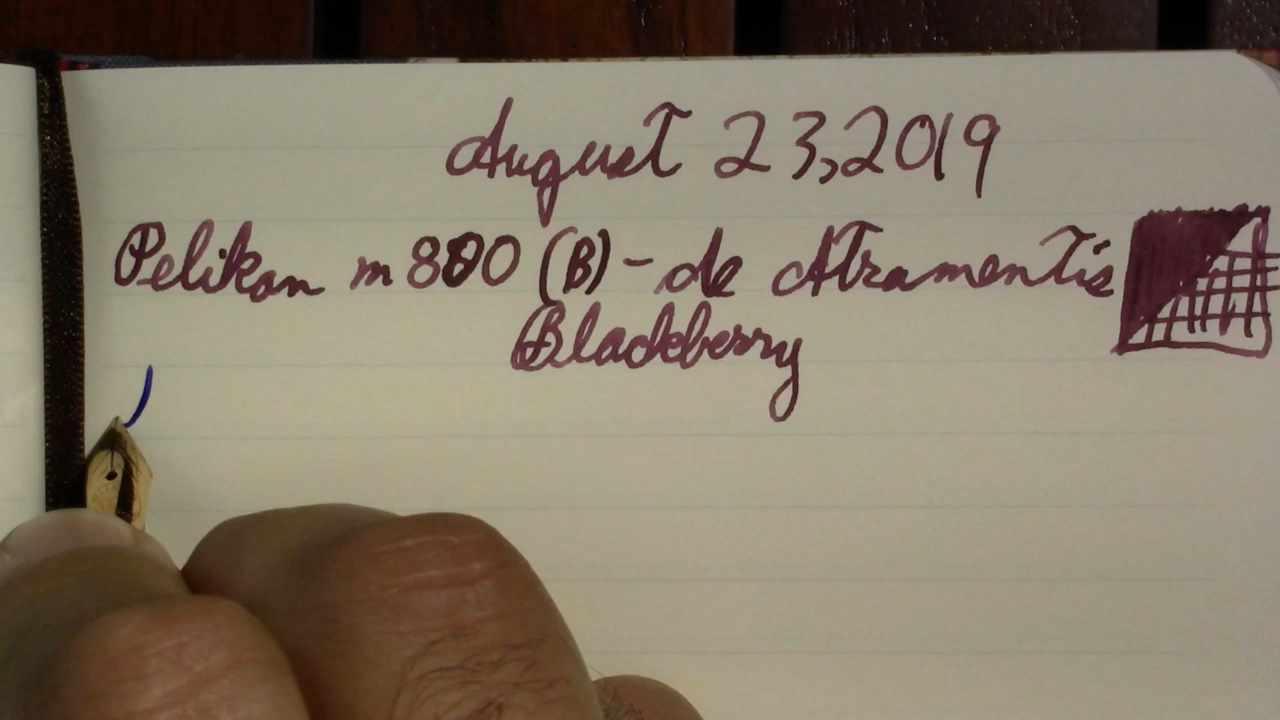 August 23, 2019
Pelikan m800 (B) - de Atramentis
Blackberry